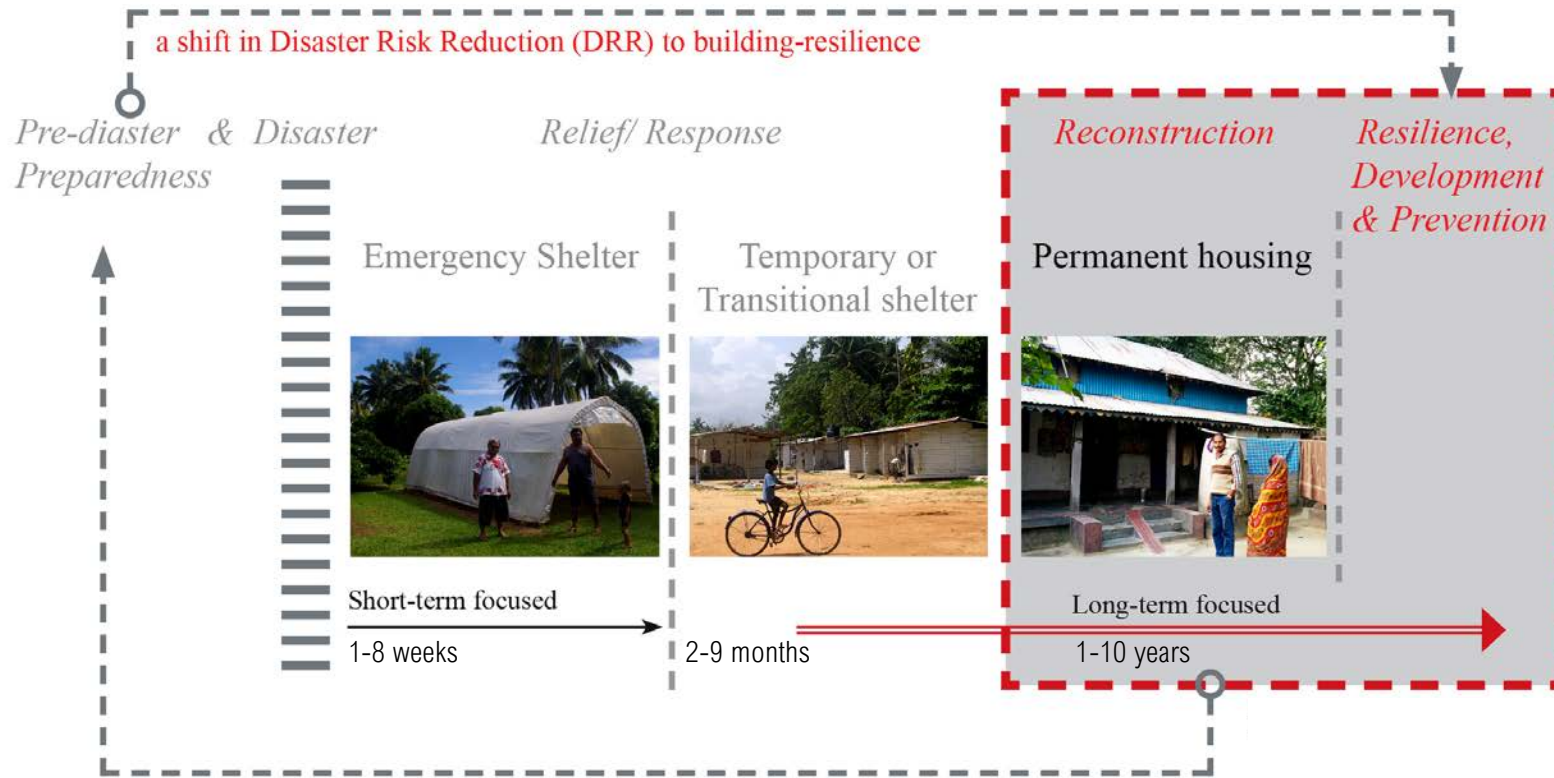 a shift in Disaster Risk Reduction (DRR) to building-resilience
Pre-diaster & Disaster
Preparedness
Relief/ Response
Reconstruction
Resilience,
Development
& Prevention
Emergency Shelter
Temporary or
Transitional shelter
Permanent housing
Short-term focused
1-8 weeks
2-9 months
Long-term focused
1-10 years